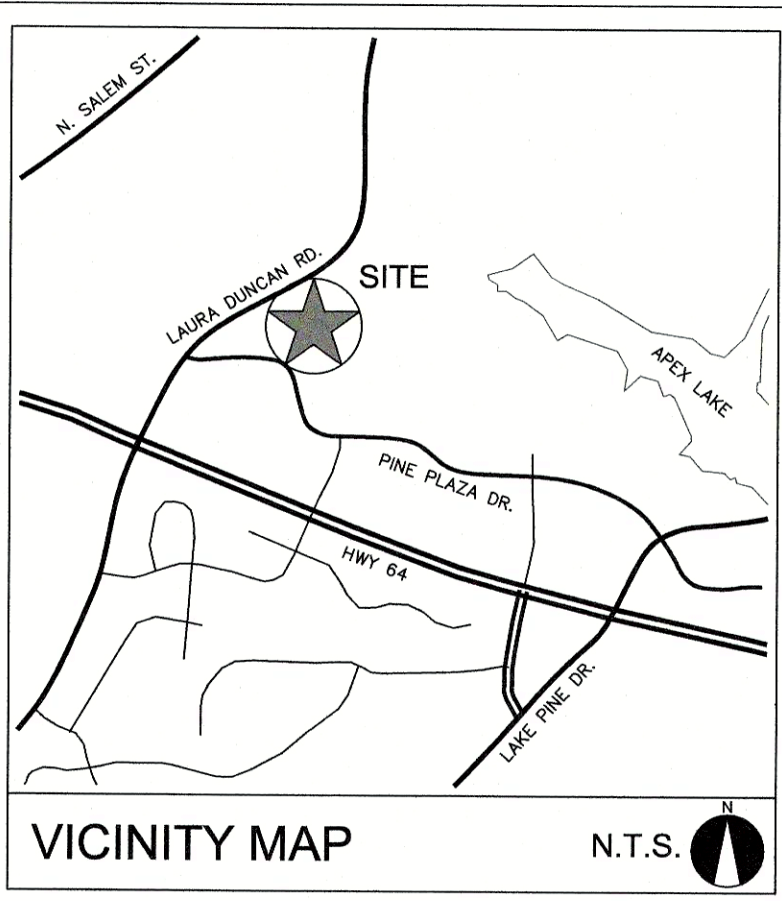 N. SALEM ST.
LAURA DUNCAN RD.
SITE
APEX LAKE
PINE PLAZA DR.
HWY 64
LAKE PINE DR.
VICINITY MAP
N.T.S.
N